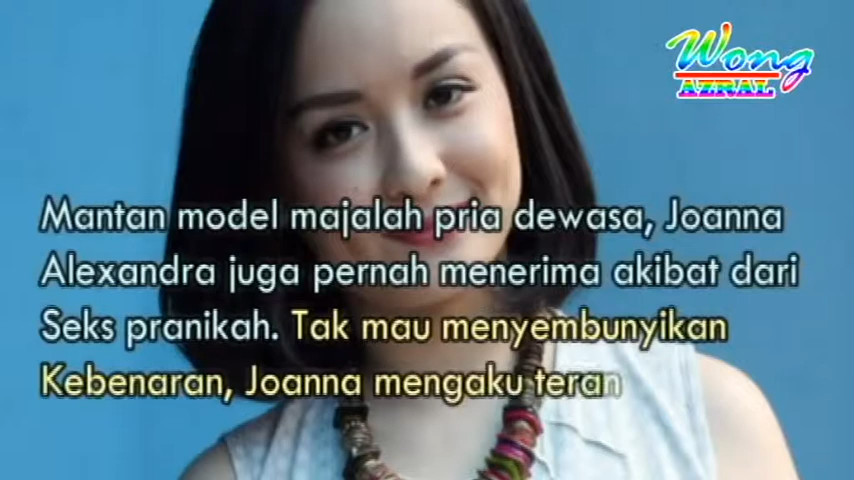 Wong
AZRAL
Mantan model majalah pria dewasa, Joanna
Alexandra juga pernah menerima akibat dari
Seks pranikah. Tak mau menyembunyikan
Kebenaran, Joanna mengaku teran